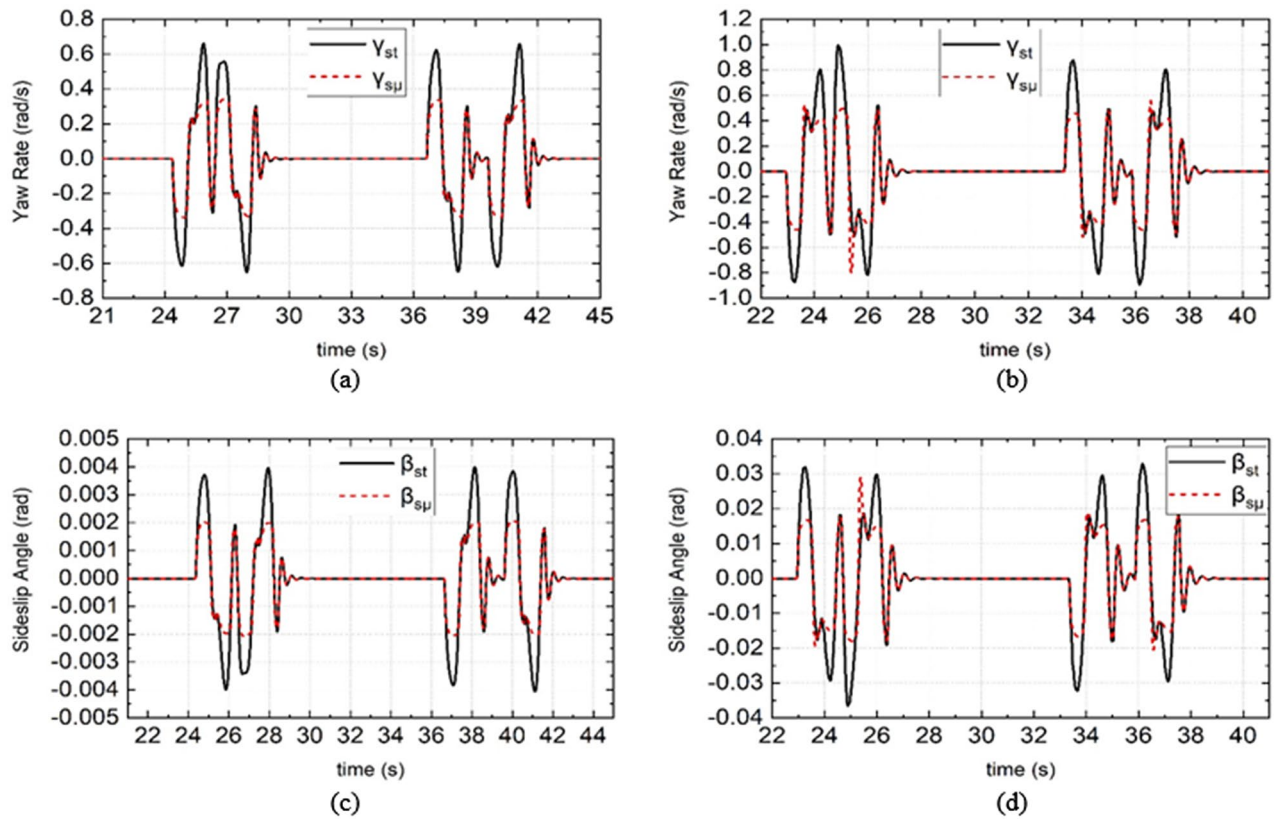 Yaw Rate (rad/s)
0.8
0.6
0.4
0.2
0.0
-0.2
-0.4
-0.6
-0.8
γst
γsμ
21 24 27 30 33 36 39 42 45
time (s)
(a)
Yaw Rate (rad/s)
1.0
0.8
0.6
0.4
0.2
0.0
-0.2
-0.4
-0.6
-0.8
-1.0
γst
γsμ
22 24 26 28 30 32 34 36 38 40
time (s)
(b)
Sideslip Angle (rad)
0.005
0.004
0.003
0.002
0.001
0.000
-0.001
-0.002
-0.003
-0.004
-0.005
βst
βsμ
22 24 26 28 30 32 34 36 38 40 42 44
time (s)
(c)
Sideslip Angle (rad)
0.04
0.03
0.02
0.01
0.00
-0.01
-0.02
-0.03
-0.04
βst
βsμ
22 24 26 28 30 32 34 36 38 40
time (s)
(d)